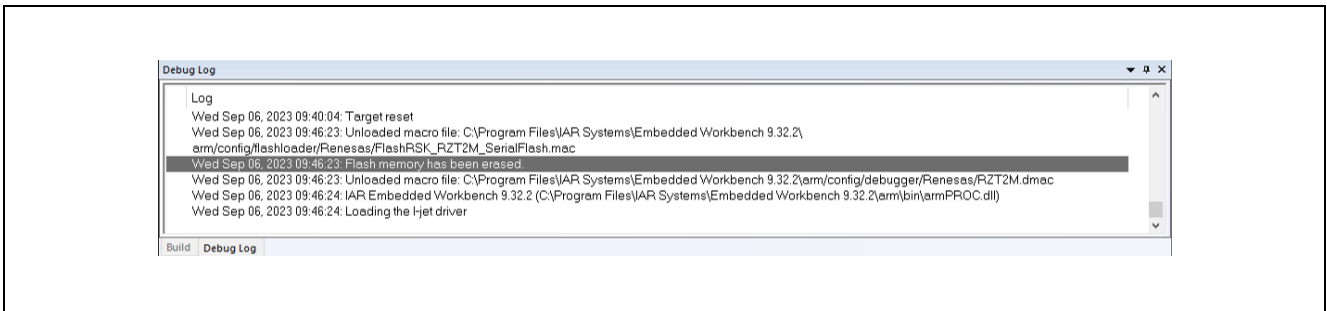 Debug Log
Log
Wed Sep 06, 2023 09:40:04: Target reset
Wed Sep 06, 2023 09:46:23: Unloaded macro file: C:\Program Files\IAR Systems\Embedded Workbench 9.32.2\
arm/config/flashloader/Renesas/FlashRSK_RZT2M_SerialFlash.mac
Wed Sep 06, 2023 09:46:23: Flash memory has been erased.
Wed Sep 06, 2023 09:46:23: Unloaded macro file: C:\Program Files\IAR Systems\Embedded Workbench 9.32.2\arm/config/debugger/Renesas/RZT2M.dmac
Wed Sep 06, 2023 09:46:24: IAR Embedded Workbench 9.32.2 (C:\Program Files\IAR Systems\Embedded Workbench 9.32.2\arm\bin\armPROC.dll)
Wed Sep 06, 2023 09:46:24: Loading the I-jet driver
Build Debug Log